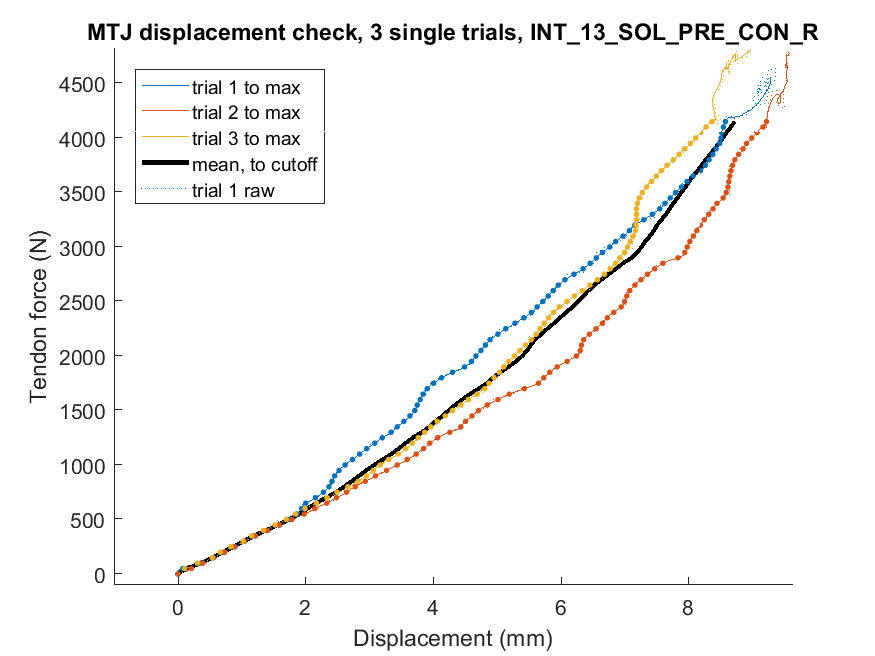 MTJ displacement check, 3 single trials, INT_13_SOL_PRE_CON_R
trial 1 to max
trial 2 to max
trial 3 to max
mean, to cutoff
trial 1 raw
Tendon force (N)
4500
4000
3500
3000
2500
2000
1500
1000
500
0
0 2 4 6 8
Displacement (mm)